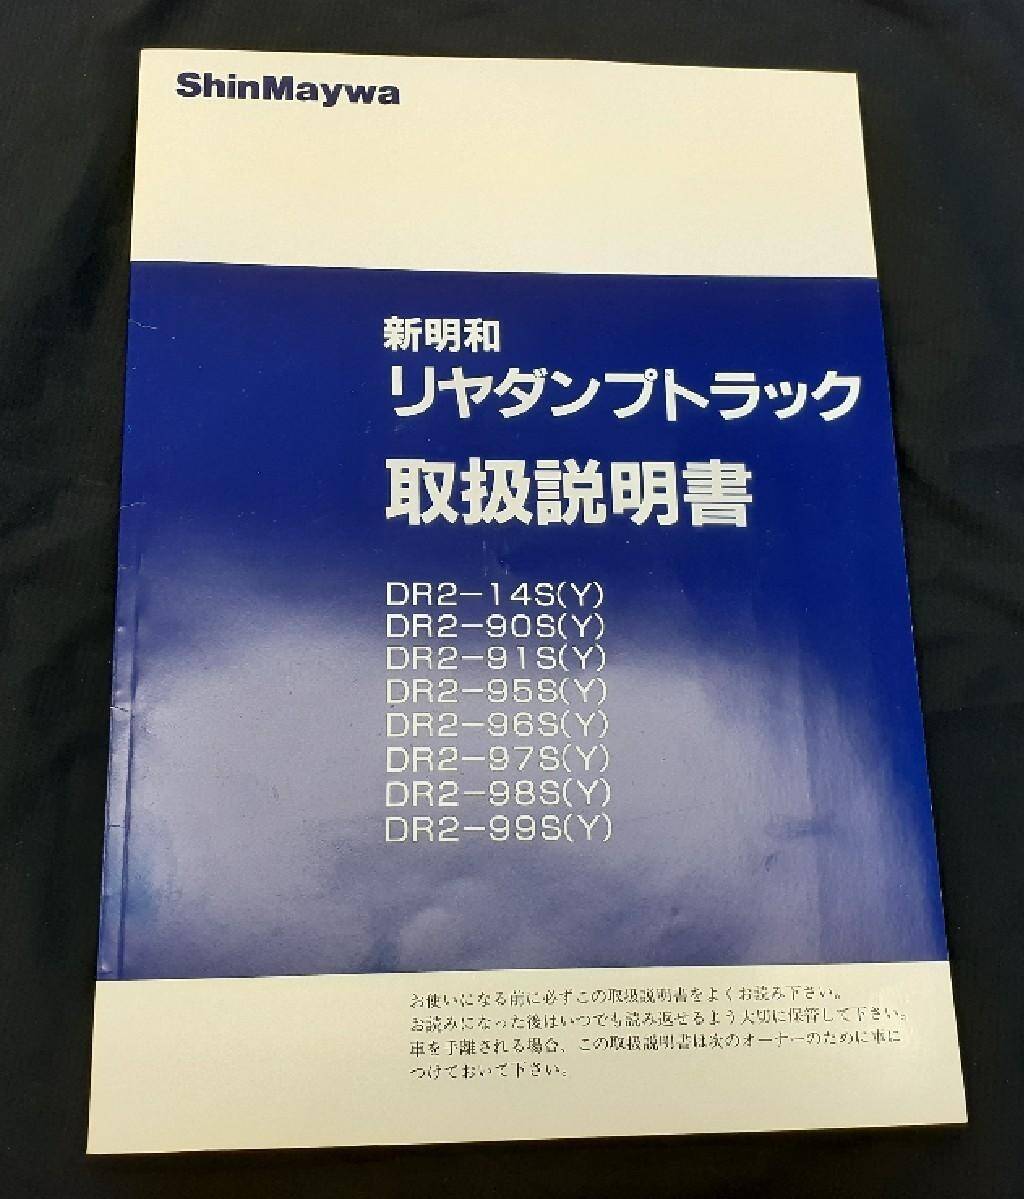 ShinMaywa
新明和
リヤダンプトラック
取扱説明書
DR2-14S(Y)
DR2-90S(Y)
DR2-91S(Y)
DR2-95S(Y)
DR2-96S(Y)
DR2-97S(Y)
DR2-98S(Y)
DR2-99S(Y)
お使いになる前に必ずこの取扱説明書をよくお読み下さい。
お読みになった後はいつでも読み返せるよう大切に保管して下さい。
車を手離される場合、この取扱説明書は次のオーナーのために車に
つけておいて下さい。